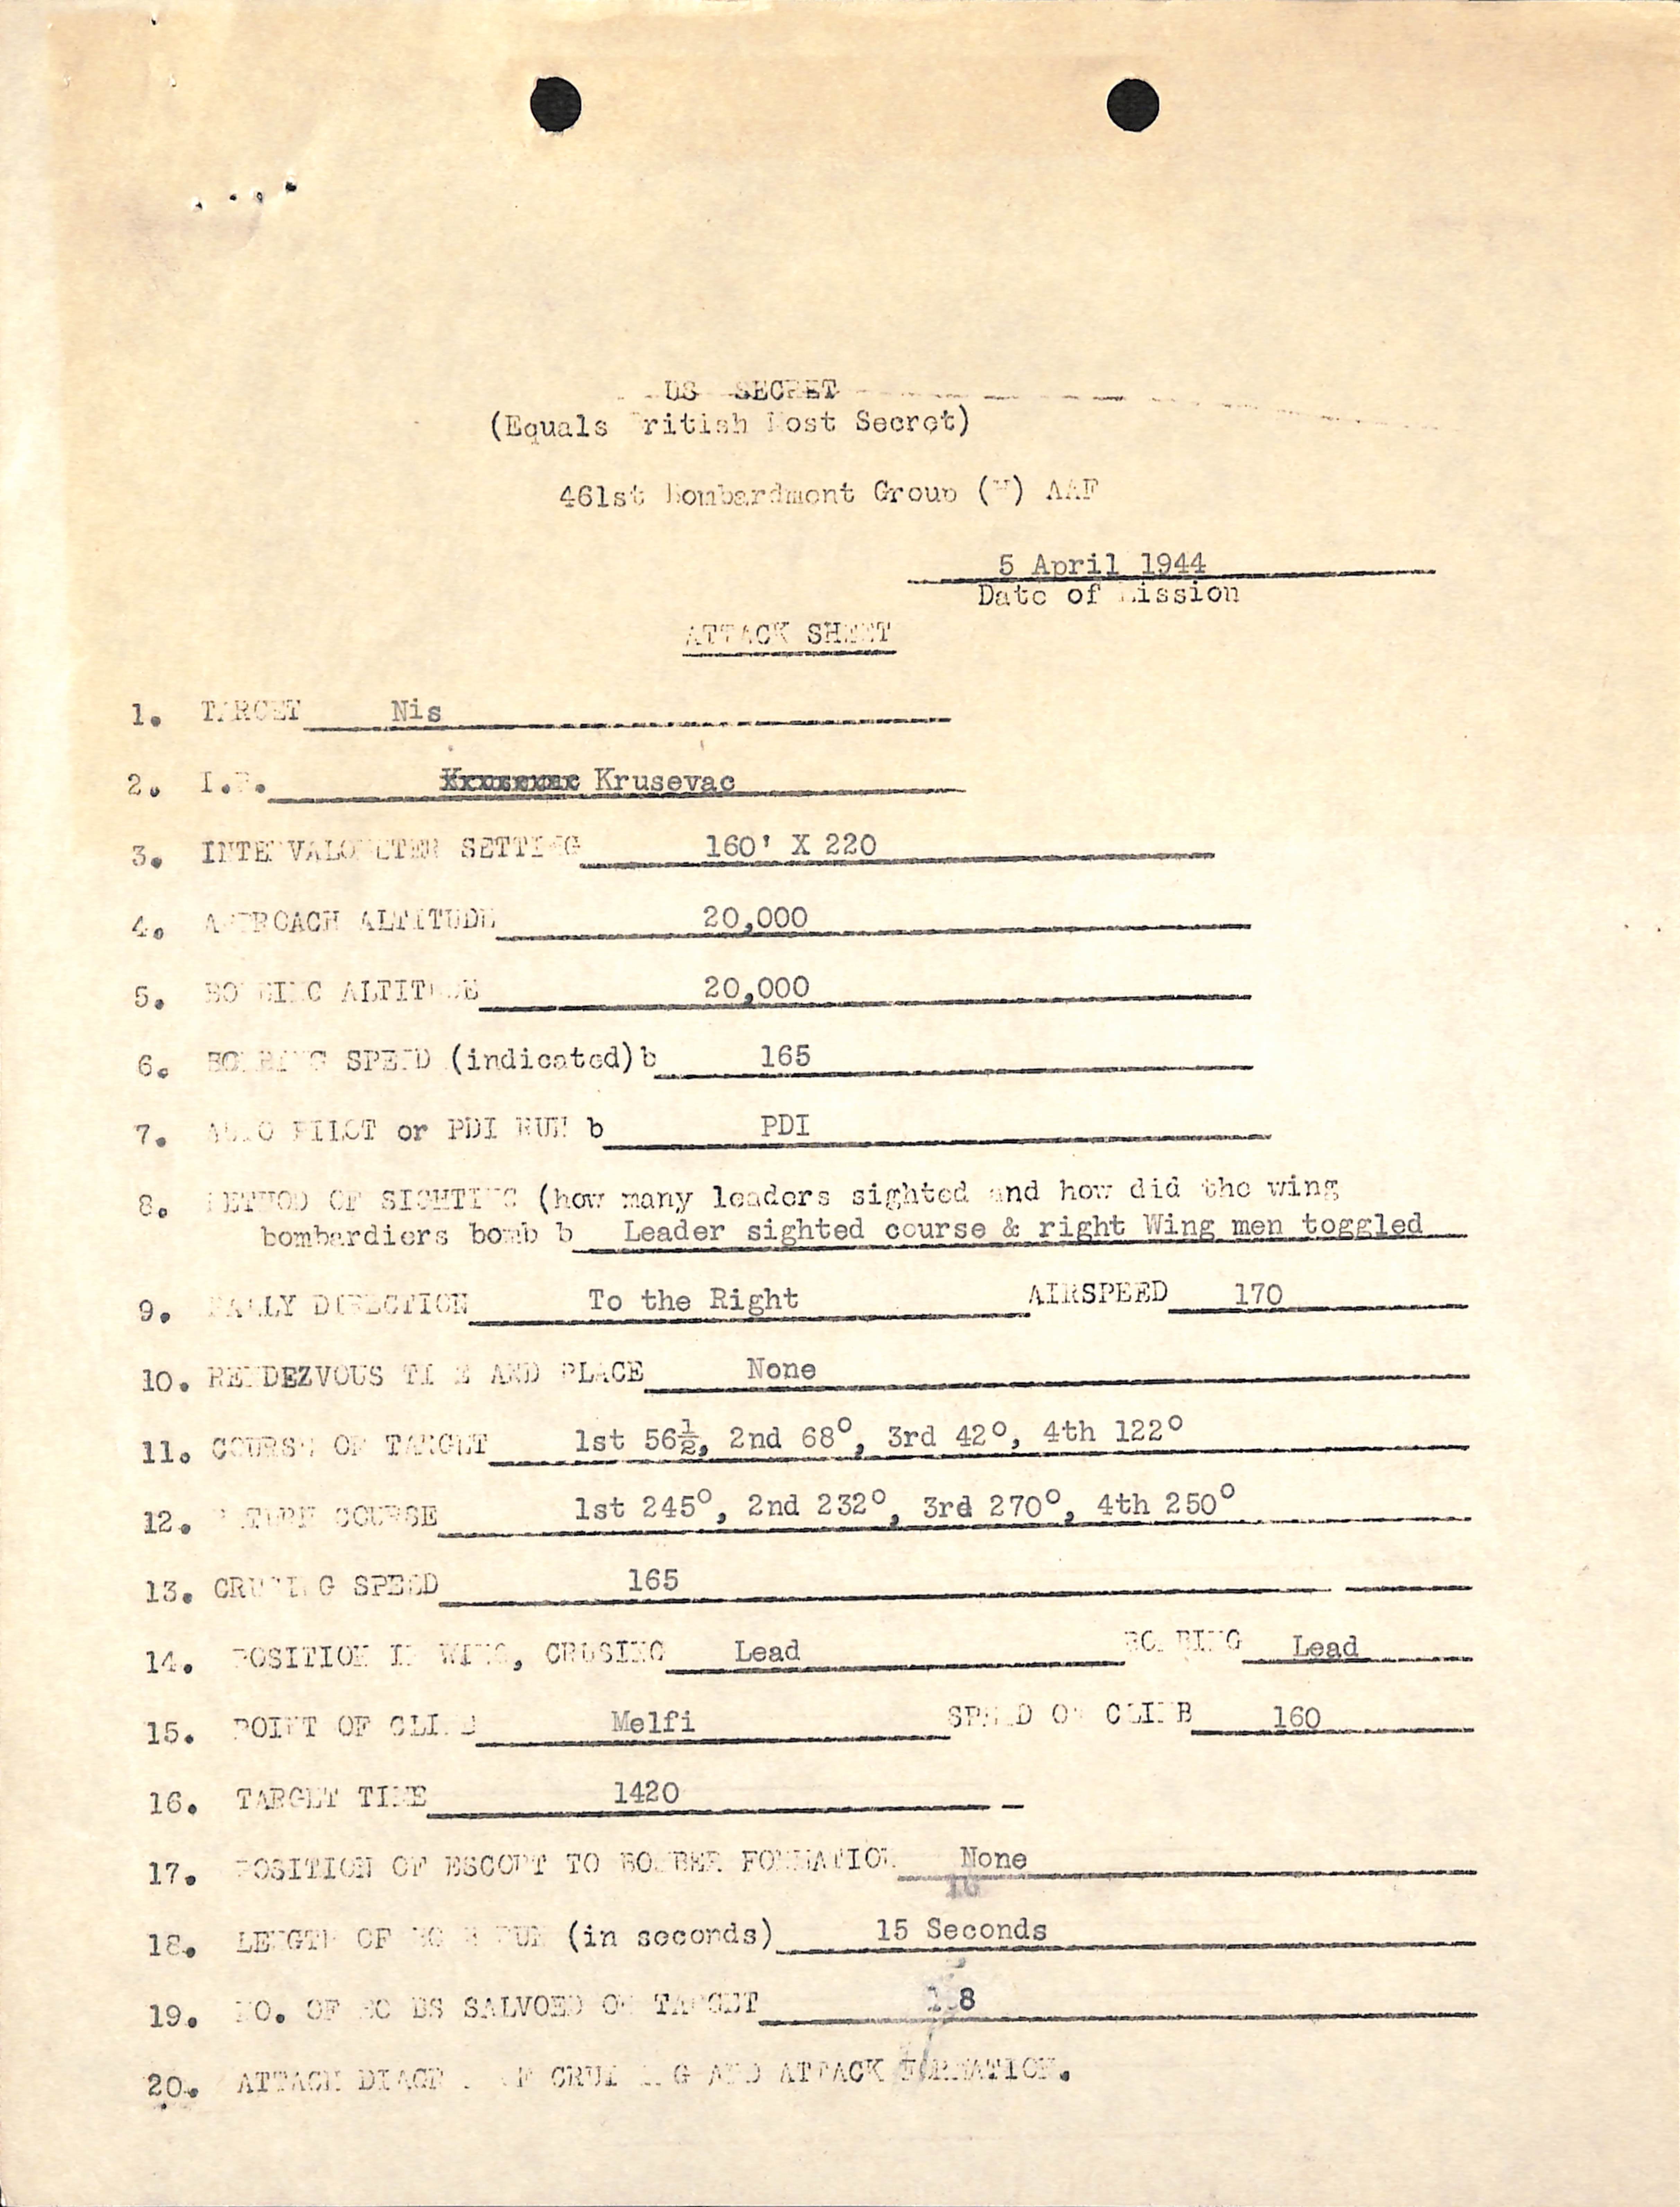 US SECRET
(Equals British Most Secret)
461st Bombardment Group (H) AAF
5 April 1944
Date of Mission
ATTACK SHEET
1. TARGET Nis
2. I.P. Krusevac
3. INTERVALOMETER SETTING 160' X 220
4. APPROACH ALTITUDE 20,000
5. BOMBING ALTITUDE 20,000
6. BOMBING SPEED (indicated) b 165
7. AUTO PILOT or PDI RUN b PDI
8. METHOD OF SIGHTING (how many leaders sighted and how did the wing
bombardiers bomb b Leader sighted course & right Wing men toggled
9. RALLY DIRECTION To the Right AIRSPEED 170
10. RENDEZVOUS TIME AND PLACE None
11. COURSE OF TARGET 1st 56½, 2nd 68°, 3rd 42°, 4th 122°
12. RETURN COURSE 1st 245°, 2nd 232°, 3rd 270°, 4th 250°
13. CRUSING SPEED 165
14. POSITION IN WING, CRUSING Lead BOMBING Lead
15. POINT OF CLIMB Melfi SPEED OF CLIMB 160
16. TARGET TIME 1420
17. POSITION OF ESCORT TO BOMBER FORMATION None
18. LENGTH OF BOMB RUN (in seconds) 15 Seconds
19. NO. OF BOMBS SALVOED ON TARGET
20. ATTACH DIAGRAM OF CRUISING AND ATTACK FORMATION.